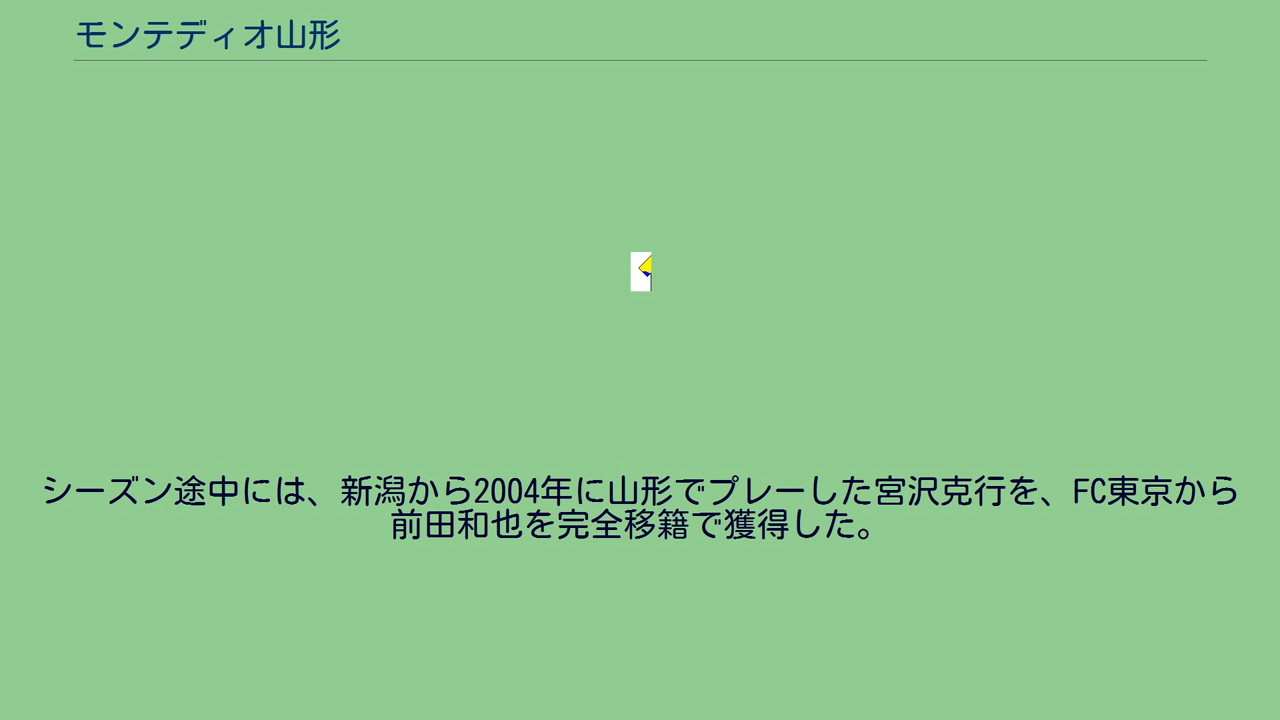 モンテディオ山形
シーズン途中には、新潟から2004年に山形でプレーした宮沢克行を、FC東京から
前田和也を完全移籍で獲得した。